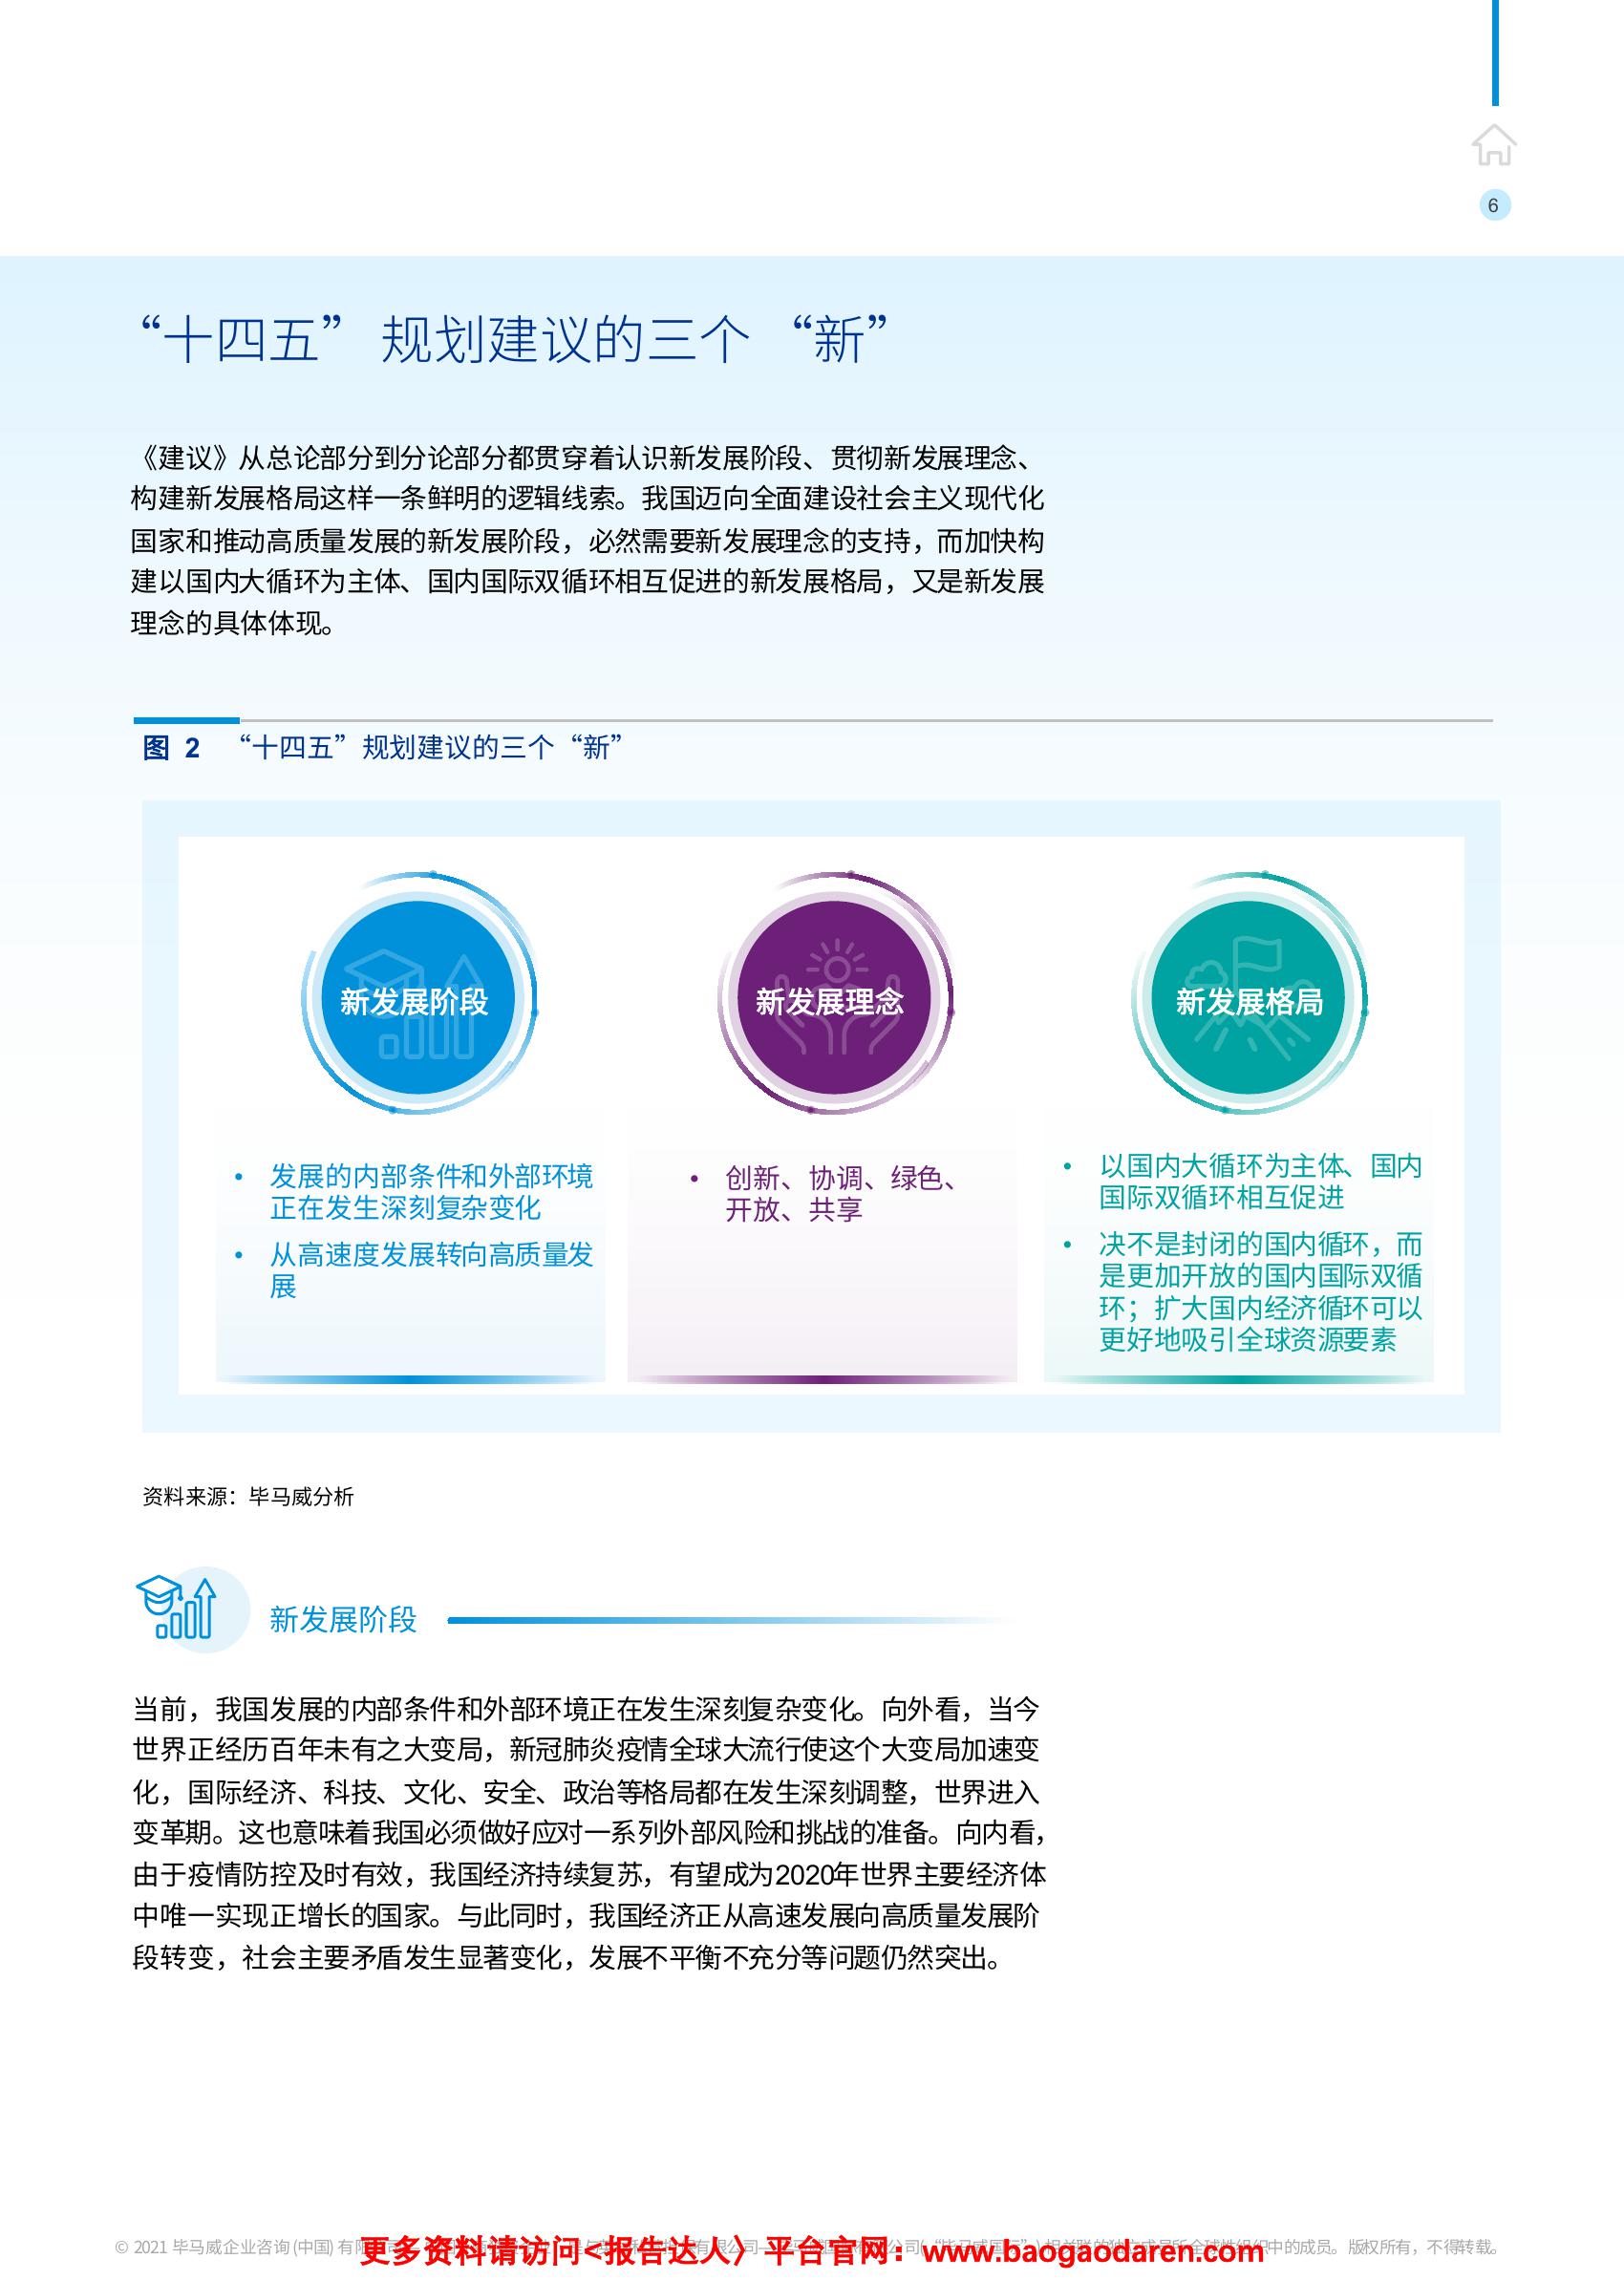 6
“十四五” 规划建议的三个 “新”
《建议》从总论部分到分论部分都贯穿着认识新发展阶段、贯彻新发展理念、
构建新发展格局这样一条鲜明的逻辑线索。我国迈向全面建设社会主义现代化
国家和推动高质量发展的新发展阶段，必然需要新发展理念的支持，而加快构
建以国内大循环为主体、国内国际双循环相互促进的新发展格局，又是新发展
理念的具体体现。
图 2 “十四五”规划建议的三个“新”
新发展阶段
• 发展的内部条件和外部环境
正在发生深刻复杂变化
• 从高速度发展转向高质量发
展
新发展理念
• 创新、协调、绿色、
开放、共享
新发展格局
• 以国内大循环为主体、国内
国际双循环相互促进
• 决不是封闭的国内循环，而
是更加开放的国内国际双循
环；扩大国内经济循环可以
更好地吸引全球资源要素
资料来源：毕马威分析
新发展阶段
当前，我国发展的内部条件和外部环境正在发生深刻复杂变化。向外看，当今
世界正经历百年未有之大变局，新冠肺炎疫情全球大流行使这个大变局加速变
化，国际经济、科技、文化、安全、政治等格局都在发生深刻调整，世界进入
变革期。这也意味着我国必须做好应对一系列外部风险和挑战的准备。向内看，
由于疫情防控及时有效，我国经济持续复苏，有望成为2020年世界主要经济体
中唯一实现正增长的国家。与此同时，我国经济正从高速发展向高质量发展阶
段转变，社会主要矛盾发生显著变化，发展不平衡不充分等问题仍然突出。
© 2021 毕马威企业咨询(中国) 有限 中的成员。版权所有，不得转载。
更多资料请访问<报告达人〉平台官网：www.baogaodaren.com